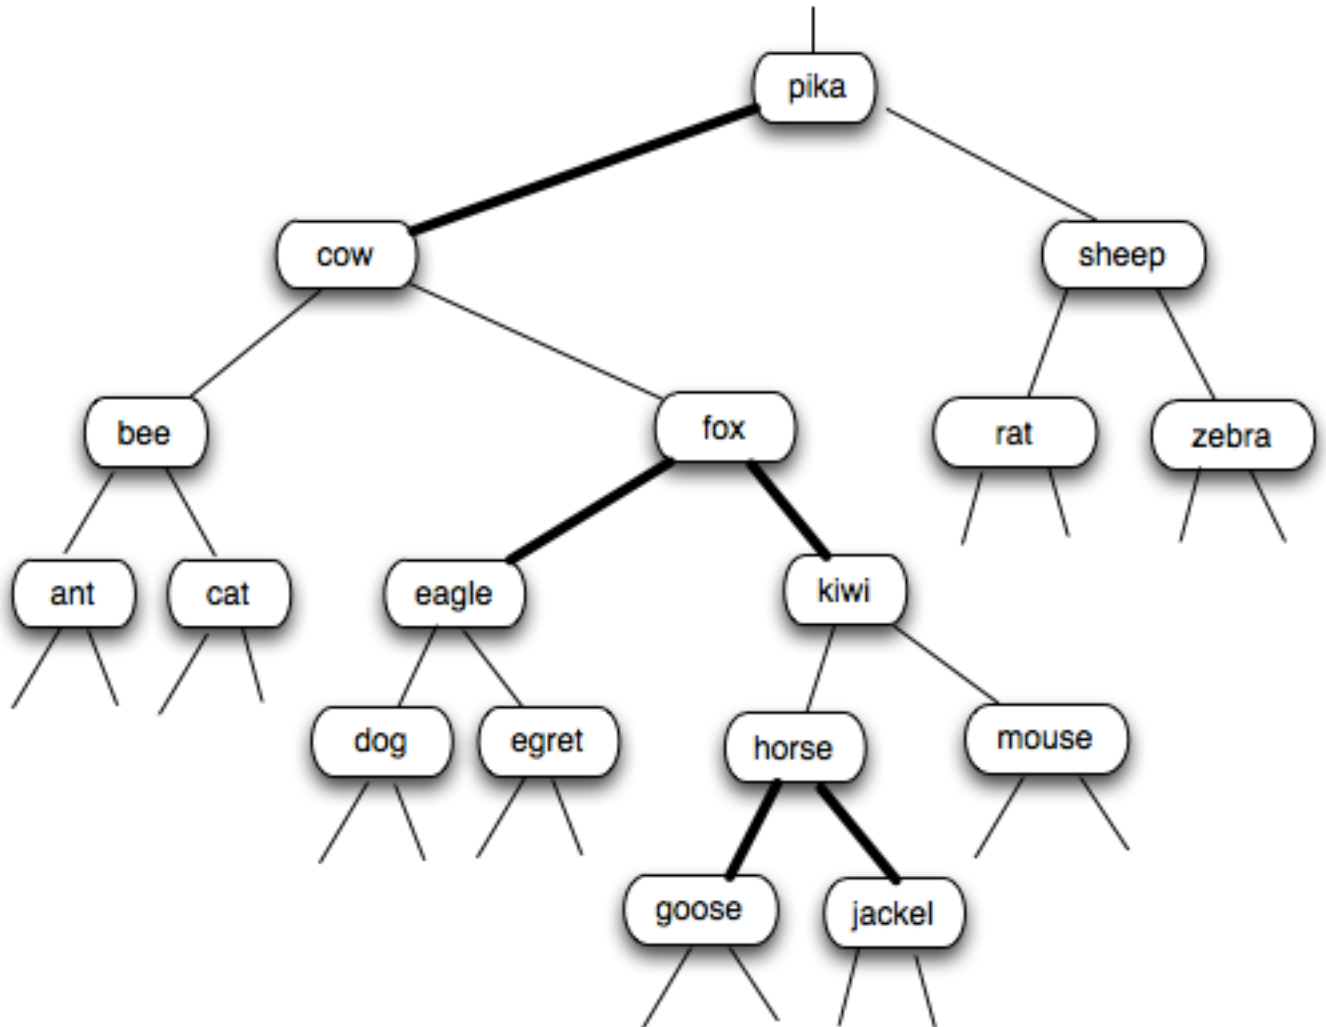 pika
cow
sheep
bee
fox
rat
zebra
ant
cat
eagle
kiwi
dog
egret
horse
mouse
goose
jackel